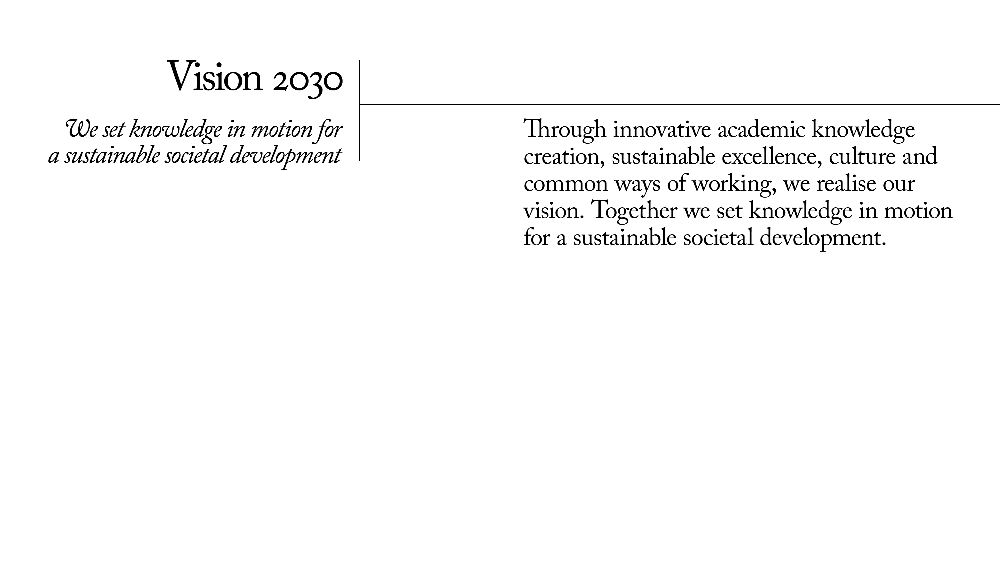 Vision 2030
We set knowledge in motion for
a sustainable societal development
Through innovative academic knowledge
creation, sustainable excellence, culture and
common ways of working, we realise our
vision. Together we set knowledge in motion
for a sustainable societal development.